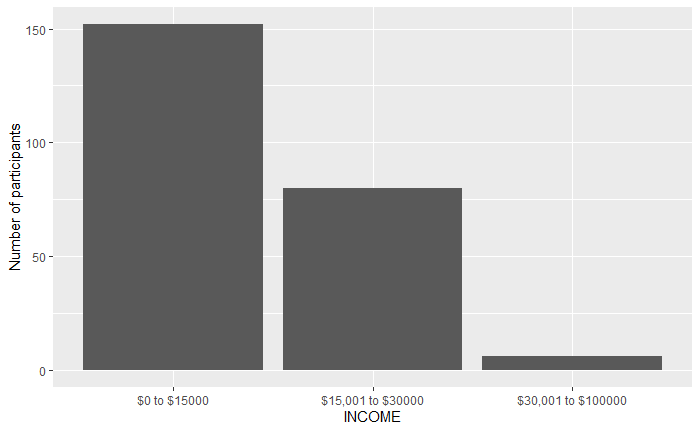 150
100
50
0
Number of participants
$0 to $15000
$15,001 to $30000
$30,001 to $100000
INCOME